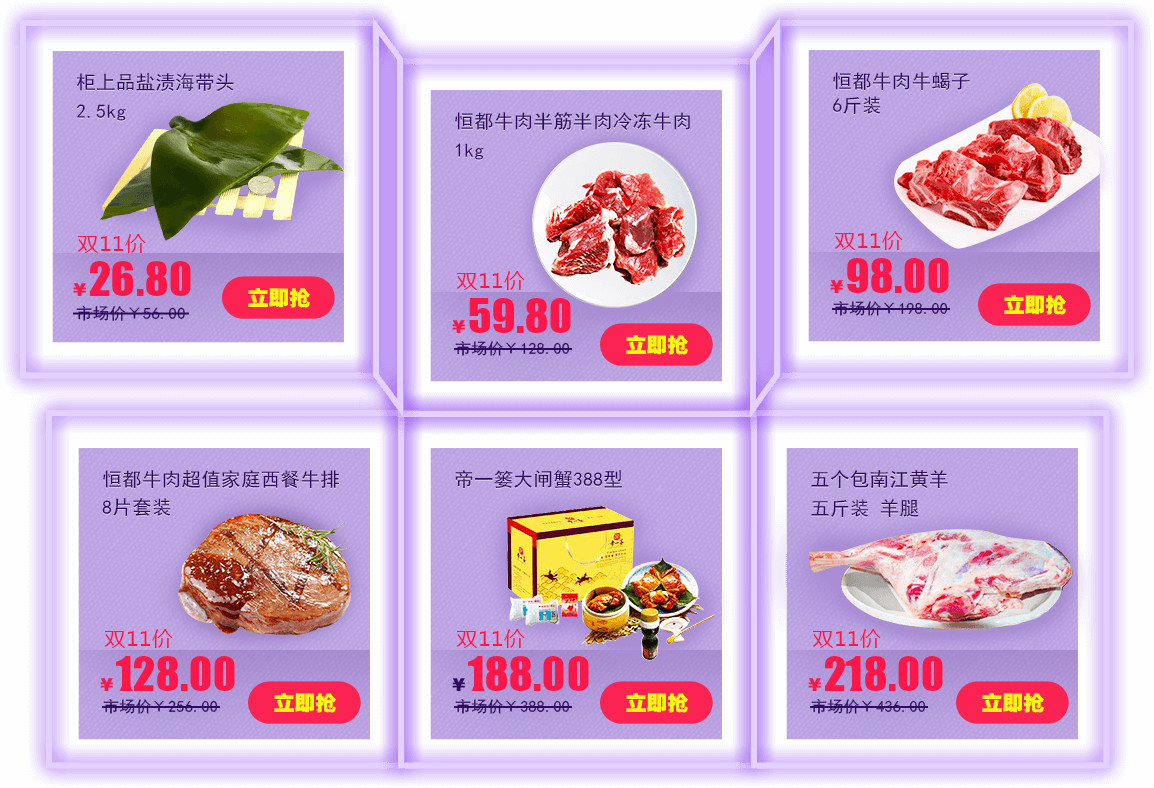 柜上品盐渍海带头
2.5kg
双11价
¥26.80
市场价¥56.00
立即抢
恒都牛肉半筋半肉冷冻牛肉
1kg
双11价
¥59.80
市场价¥128.00
立即抢
恒都牛肉牛蝎子
6斤装
双11价
¥98.00
市场价¥198.00
立即抢
恒都牛肉超值家庭西餐牛排
8片套装
双11价
¥128.00
市场价¥256.00
立即抢
帝一篓大闸蟹388型
双11价
¥188.00
市场价¥388.00
立即抢
五个包南江黄羊
五斤装 羊腿
双11价
¥218.00
市场价¥436.00
立即抢